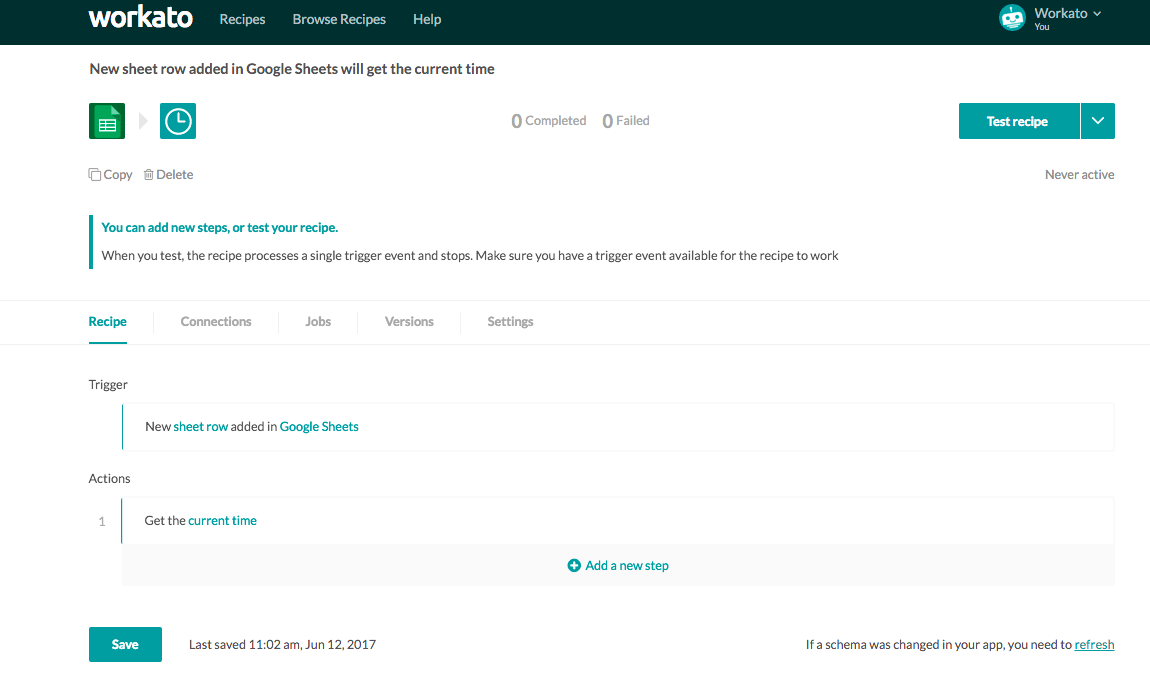 workato Recipes Browse Recipes Help Workato
You
New sheet row added in Google Sheets will get the current time
0 Completed 0 Failed Test recipe
Copy Delete Never active
You can add new steps, or test your recipe.
When you test, the recipe processes a single trigger event and stops. Make sure you have a trigger event available for the recipe to work
Recipe Connections Jobs Versions Settings
Trigger
New sheet row added in Google Sheets
Actions
1 Get the current time
Add a new step
Save Last saved 11:02 am, Jun 12, 2017 If a schema was changed in your app, you need to refresh